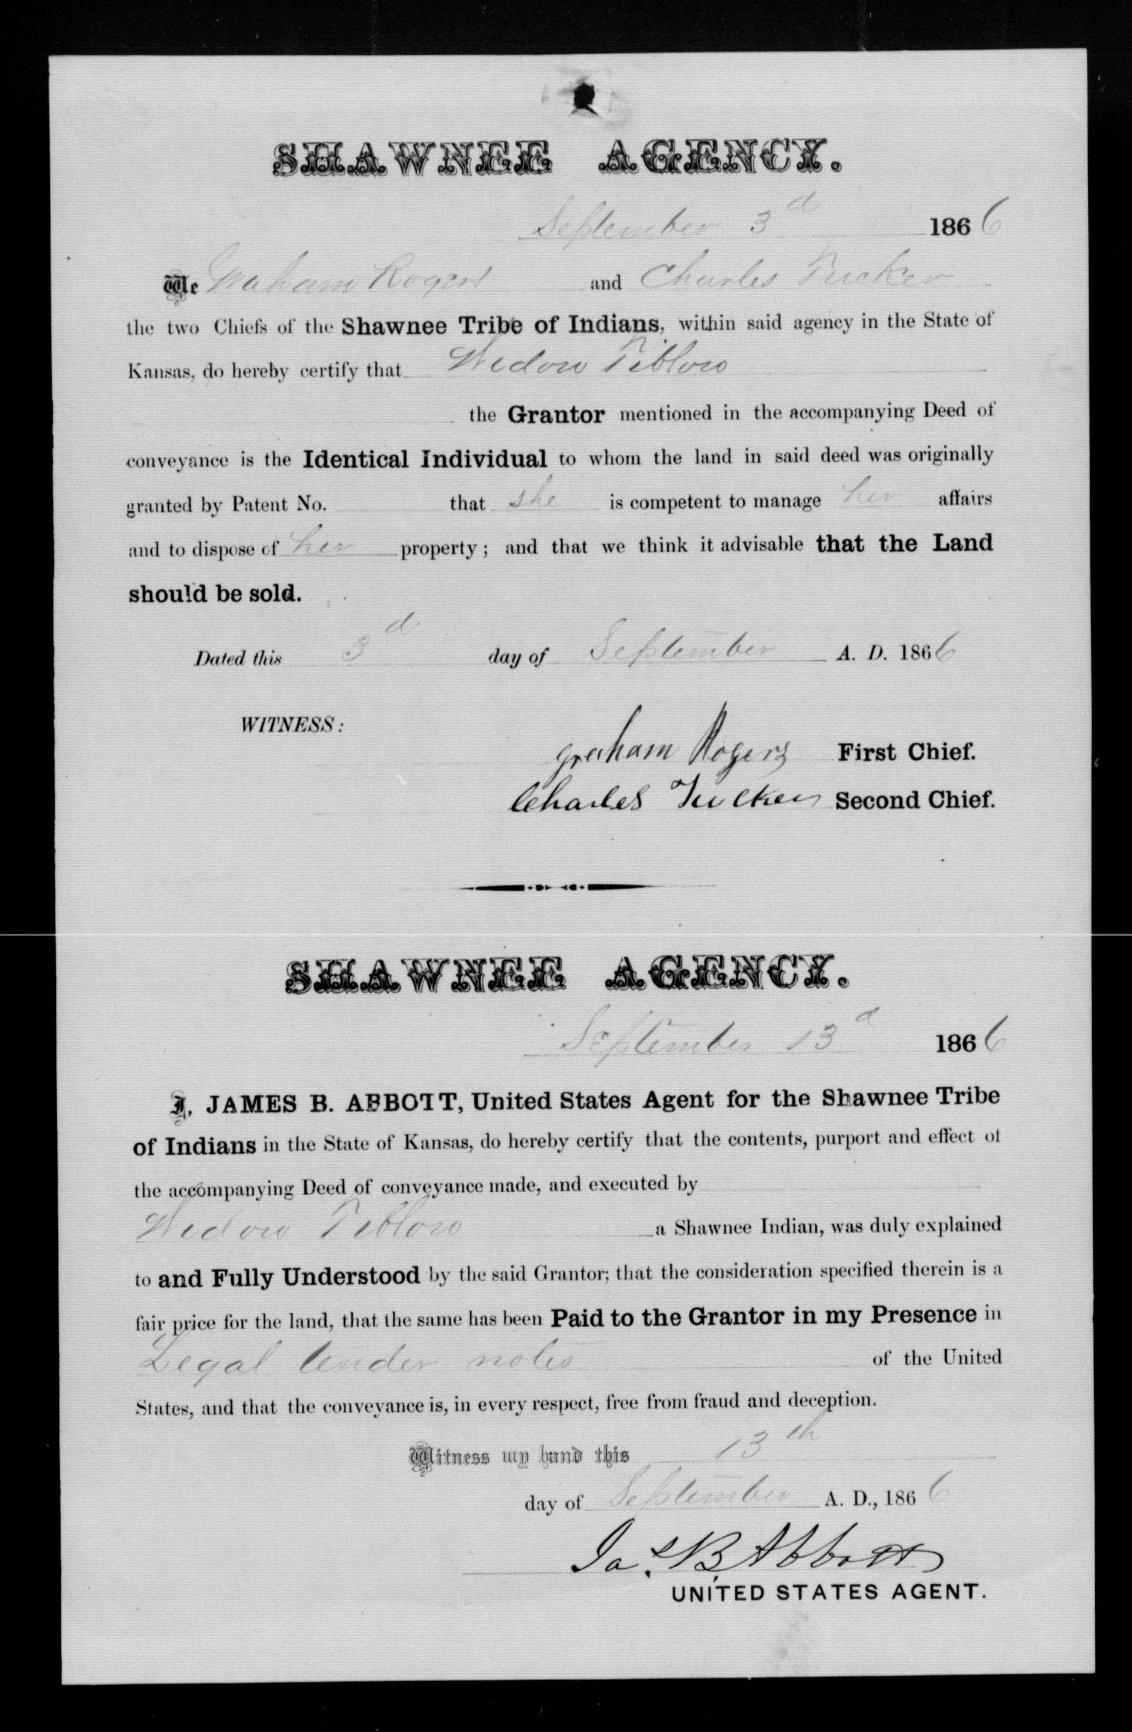 SHAWNEE AGENCY.
September 3d 1866
We Graham Rogers and Charles Tucker
the two Chiefs of the Shawnee Tribe of Indians, within said agency in the State of
Kansas, do hereby certify that Widow Tiblow
the Grantor mentioned in the accompanying Deed of
conveyance is the Identical Individual to whom the land in said deed was originally
granted by Patent No. that she is competent to manage her affairs
and to dispose of her property; and that we think it advisable that the Land
should be sold.
Dated this 3d day of September A. D. 1866
WITNESS:
Graham Rogers First Chief.
Charles Tucker Second Chief.
SHAWNEE AGENCY.
September 13d 1866
I, JAMES B. ABBOTT, United States Agent for the Shawnee Tribe
of Indians in the State of Kansas, do hereby certify that the contents, purport and effect of
the accompanying Deed of conveyance made, and executed by
Widow Tiblow a Shawnee Indian, was duly explained
to and Fully Understood by the said Grantor; that the consideration specified therein is a
fair price for the land, that the same has been Paid to the Grantor in my Presence in
Legal tender notes of the United
States, and that the conveyance is, in every respect, free from fraud and deception.
Witness my hand this 13th
day of September A. D., 1866
Jas. B. Abbott
UNITED STATES AGENT.